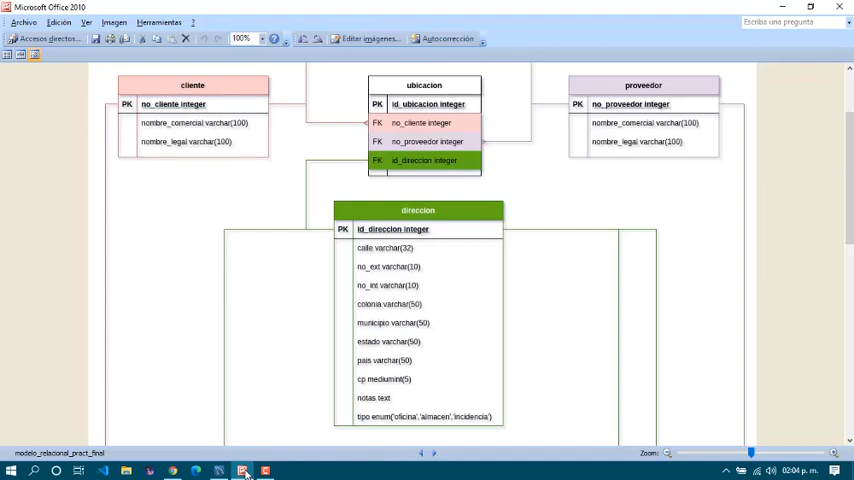 Microsoft Office 2010
Archivo Edición Ver Imagen Herramientas ?
Escriba una pregunta
Accesos directos... 100% Editar imágenes... Autocorrección
cliente
PK no_cliente integer
nombre_comercial varchar(100)
nombre_legal varchar(100)
ubicacion
PK id_ubicacion integer
FK no_cliente integer
FK no_proveedor integer
FK id_direccion integer
proveedor
PK no_proveedor integer
nombre_comercial varchar(100)
nombre_legal varchar(100)
direccion
PK id_direccion integer
calle varchar(32)
no_ext varchar(10)
no_int varchar(10)
colonia varchar(50)
municipio varchar(50)
estado varchar(50)
pais varchar(50)
cp mediumint(5)
notas text
tipo enum('oficina','almacen','incidencia')
modelo_relacional_pract_final
Zoom:
02:04 p. m.